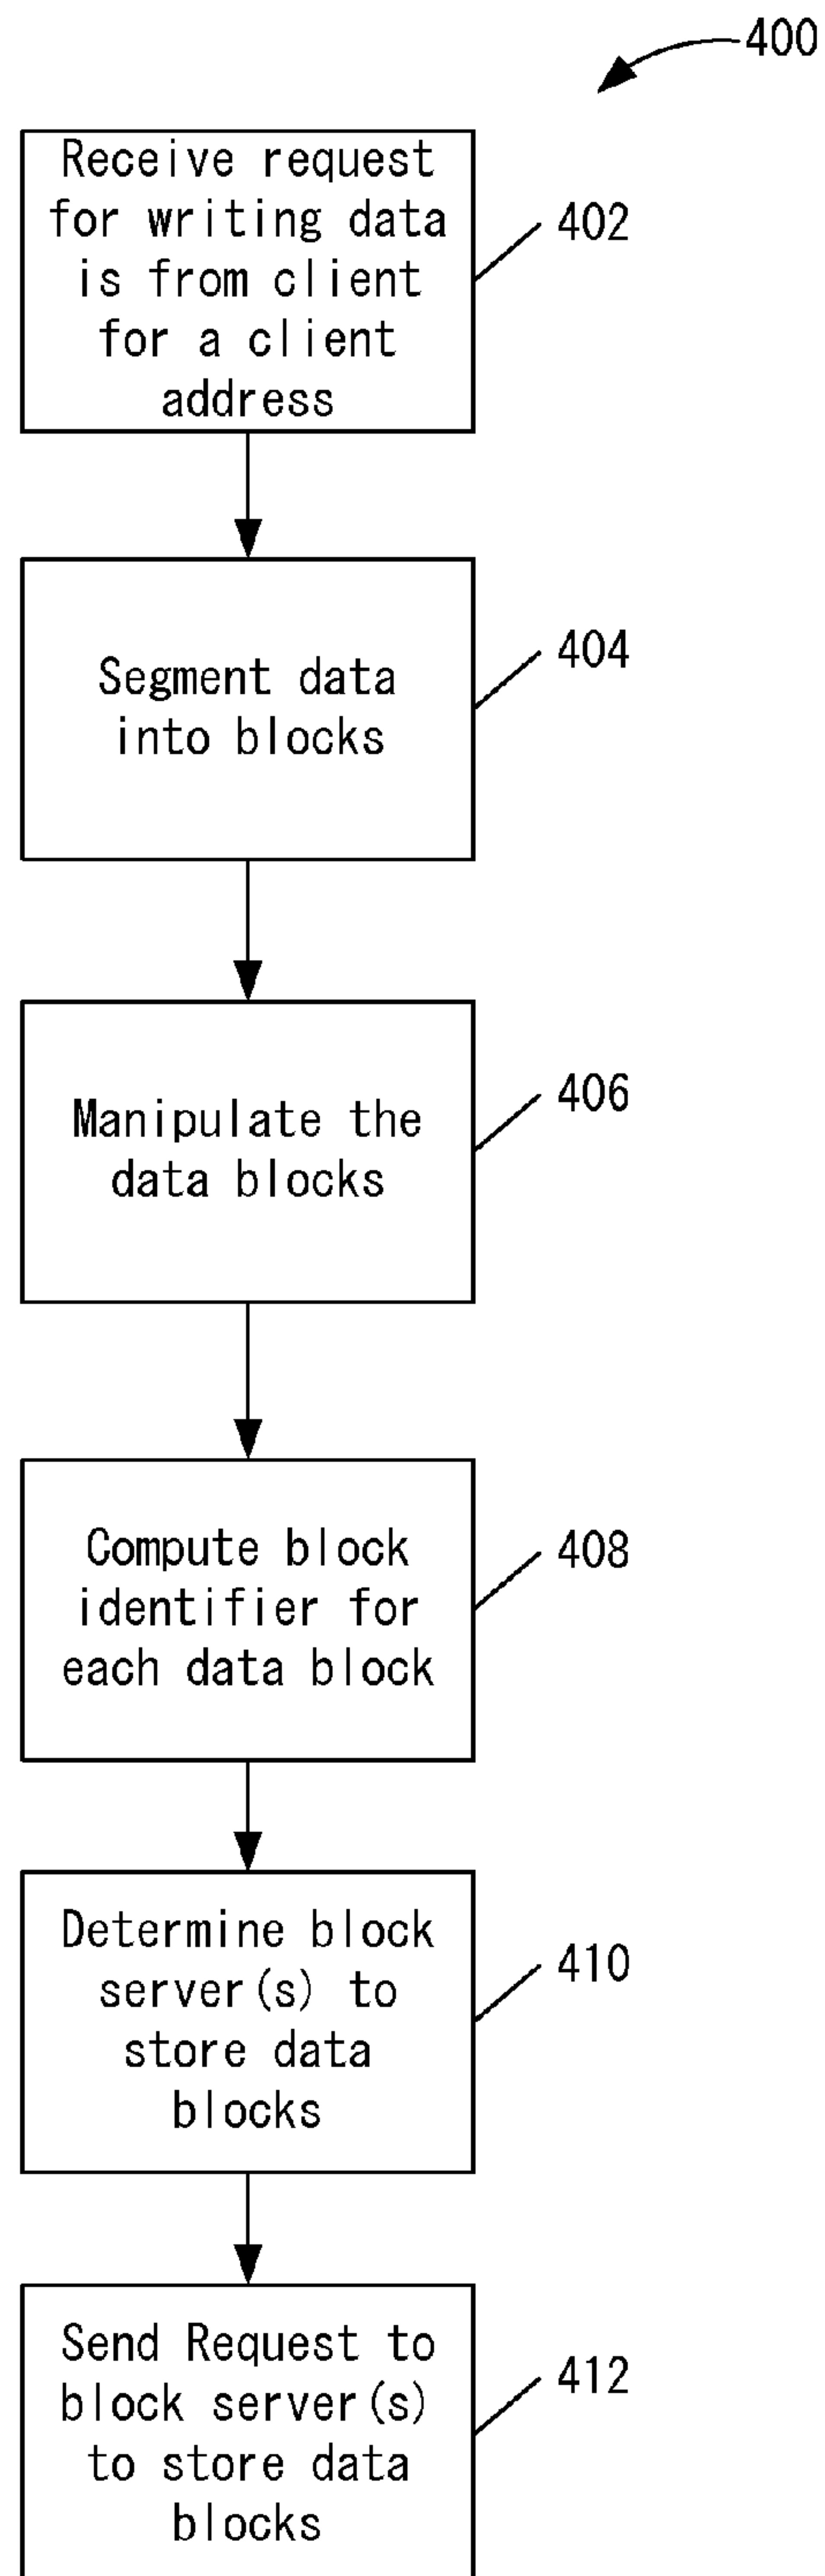 400
Receive request
for writing data
is from client
for a client
address
402
Segment data
into blocks
404
Manipulate the
data blocks
406
Compute block
identifier for
each data block
408
Determine block
server(s) to
store data
blocks
410
Send Request to
block server(s)
to store data
blocks
412